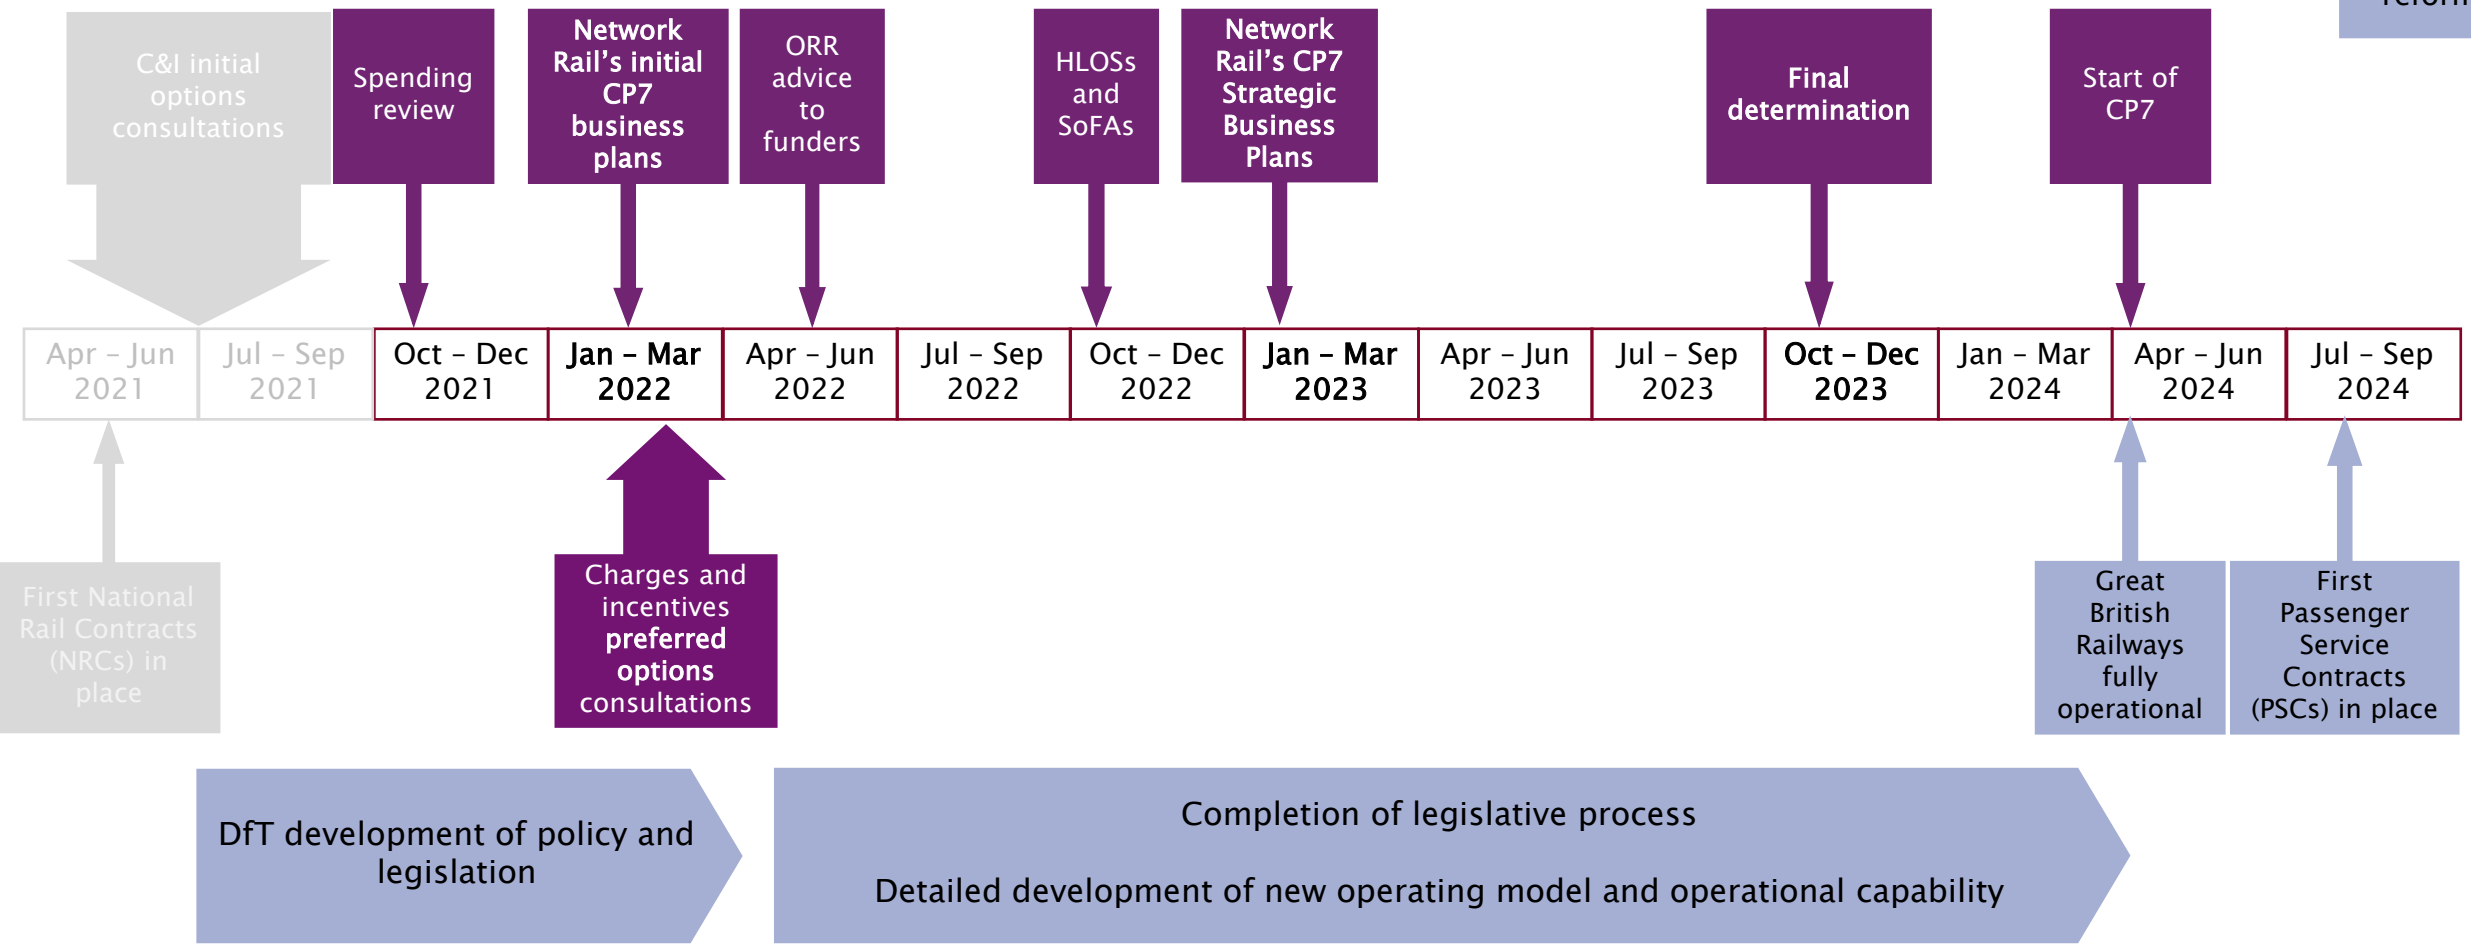 reform
C&I initial
options
consultations
Spending
review
Network
Rail's initial
CP7
business
plans
ORR
advice
to
funders
HLOSs
and
SoFAs
Network
Rail's CP7
Strategic
Business
Plans
Final
determination
Start of
CP7
Apr – Jun
2021
Jul – Sep
2021
Oct – Dec
2021
Jan – Mar
2022
Apr – Jun
2022
Jul – Sep
2022
Oct – Dec
2022
Jan – Mar
2023
Apr – Jun
2023
Jul – Sep
2023
Oct – Dec
2023
Jan – Mar
2024
Apr – Jun
2024
Jul – Sep
2024
First National
Rail Contracts
(NRCs) in
place
Charges and
incentives
preferred
options
consultations
Great
British
Railways
fully
operational
First
Passenger
Service
Contracts
(PSCs) in place
DfT development of policy and
legislation
Completion of legislative process
Detailed development of new operating model and operational capability